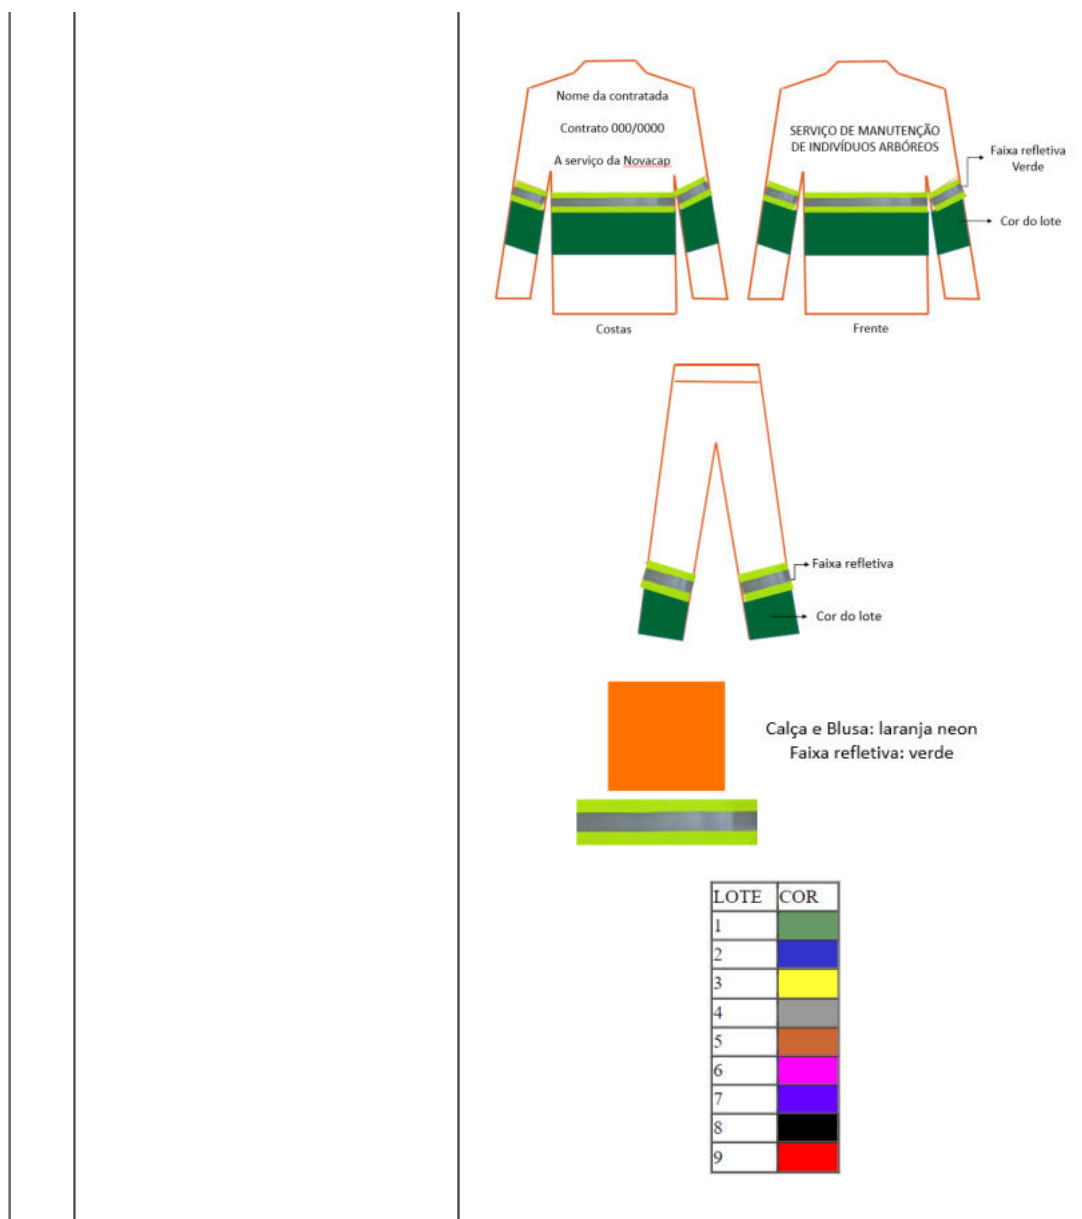 Nome da contratada
Contrato 000/0000
A serviço da Novacap
SERVIÇO DE MANUTENÇÃO
DE INDIVÍDUOS ARBÓREOS
Faixa refletiva
Verde
Cor do lote
Costas
Frente
Faixa refletiva
Cor do lote
Calça e Blusa: laranja neon
Faixa refletiva: verde
LOTE COR
1
2
3
4
5
6
7
8
9